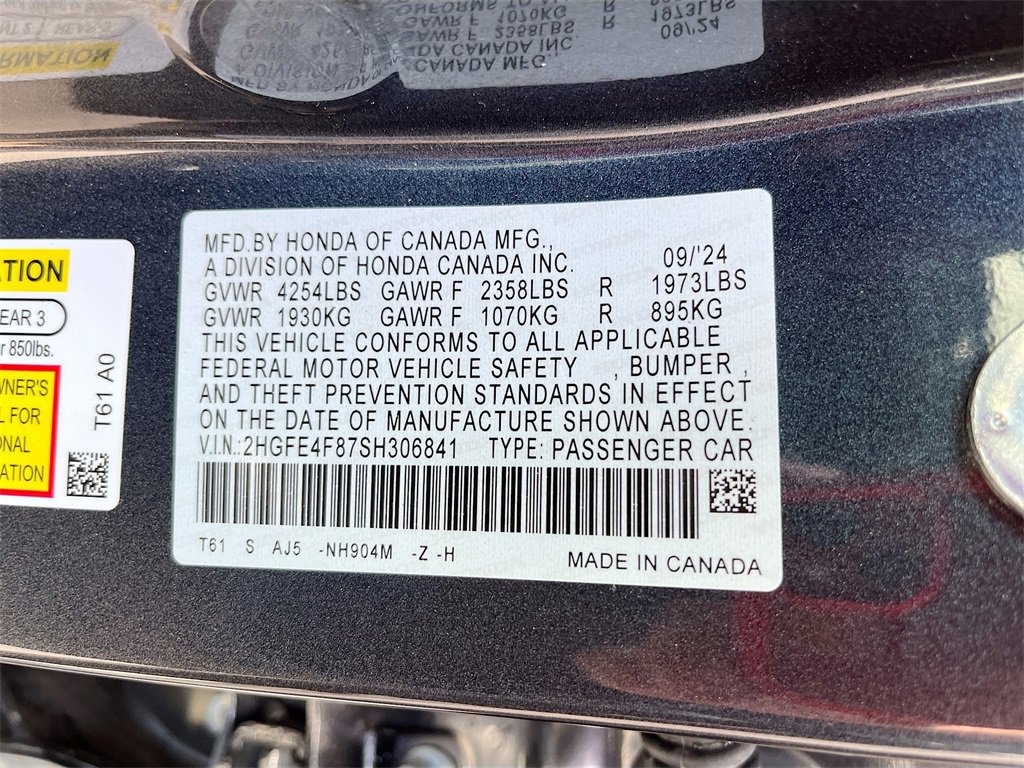 MFD.BY HONDA OF CANADA MFG.,
A DIVISION OF HONDA CANADA INC. 09/'24
GVWR 4254LBS GAWR F 2358LBS R 1973LBS
GVWR 1930KG GAWR F 1070KG R 895KG
THIS VEHICLE CONFORMS TO ALL APPLICABLE
FEDERAL MOTOR VEHICLE SAFETY , BUMPER ,
AND THEFT PREVENTION STANDARDS IN EFFECT
ON THE DATE OF MANUFACTURE SHOWN ABOVE.
V.I.N.:2HGFE4F87SH306841 TYPE: PASSENGER CAR
T61 S AJ5 -NH904M -Z -H
MADE IN CANADA
ATION
EAR 3
r 850lbs.
WNER'S
L FOR
ONAL
ATION
T61 A0